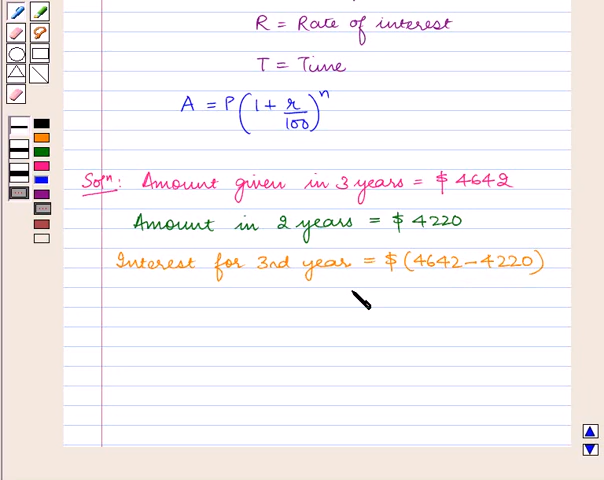 R = Rate of interest
T = Time
A = P(1 + r/100)^n
Solⁿ: Amount given in 3 years = $ 4642
Amount in 2 years = $ 4220
Interest for 3rd year = $(4642-4220)